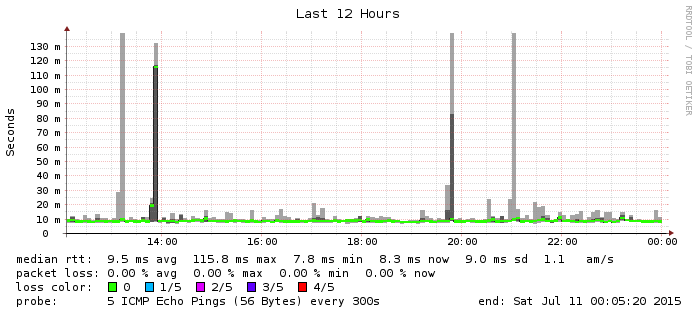 Last 12 Hours
RRDTOOL / TOBI OETIKER
Seconds
130 m
120 m
110 m
100 m
90 m
80 m
70 m
60 m
50 m
40 m
30 m
20 m
10 m
0
14:00 16:00 18:00 20:00 22:00 00:00
median rtt: 9.5 ms avg 115.8 ms max 7.8 ms min 8.3 ms now 9.0 ms sd 1.1 am/s
packet loss: 0.00 % avg 0.00 % max 0.00 % min 0.00 % now
loss color: 0 1/5 2/5 3/5 4/5
probe: 5 ICMP Echo Pings (56 Bytes) every 300s end: Sat Jul 11 00:05:20 2015